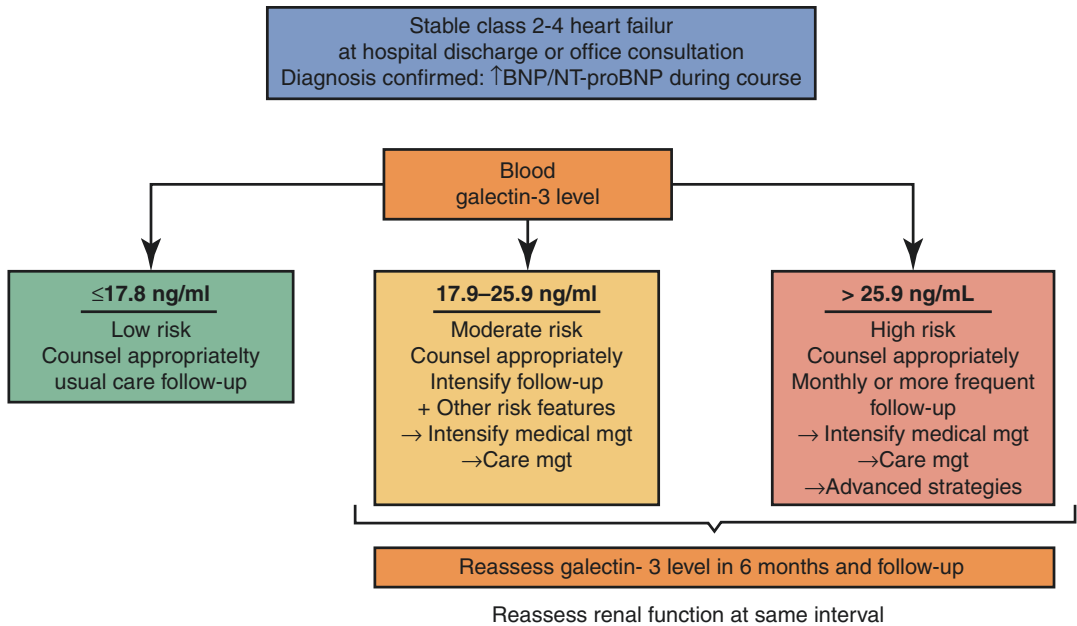 Stable class 2-4 heart failur
at hospital discharge or office consultation
Diagnosis confirmed: ↑BNP/NT-proBNP during course
Blood
galectin-3 level
≤17.8 ng/ml
Low risk
Counsel appropriatelty
usual care follow-up
17.9–25.9 ng/ml
Moderate risk
Counsel appropriately
Intensify follow-up
+ Other risk features
→ Intensify medical mgt
→Care mgt
> 25.9 ng/mL
High risk
Counsel appropriately
Monthly or more frequent
follow-up
→ Intensify medical mgt
→Care mgt
→Advanced strategies
Reassess galectin- 3 level in 6 months and follow-up
Reassess renal function at same interval